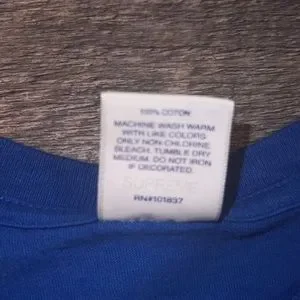 100% COTTON
MACHINE WASH WARM
WITH LIKE COLORS
ONLY NON-CHLORINE
BLEACH. TUMBLE DRY
MEDIUM. DO NOT IRON
IF DECORATED.
SUPREME
RN#101837